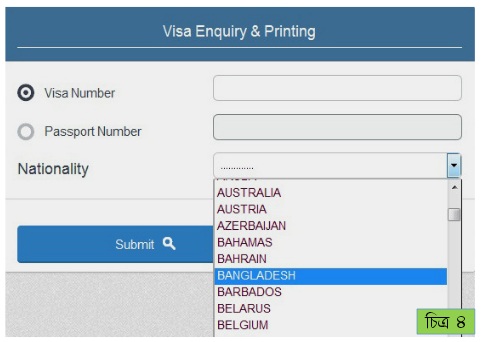 Visa Enquiry & Printing
Visa Number
Passport Number
Nationality
.............
AUSTRALIA
AUSTRIA
AZERBAIJAN
BAHAMAS
BAHRAIN
BANGLADESH
BARBADOS
BELARUS
BELGIUM
Submit
চিত্র ৪